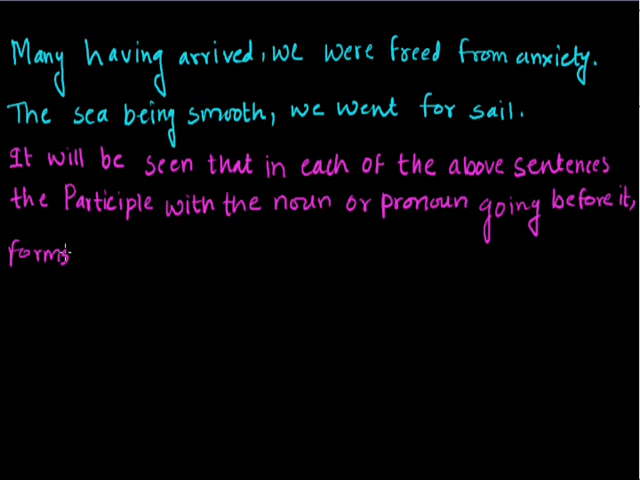 Many having arrived, we were freed from anxiety.
The sea being smooth, we went for sail.
It will be seen that in each of the above sentences
the Participle with the noun or pronoun going before it,
forms